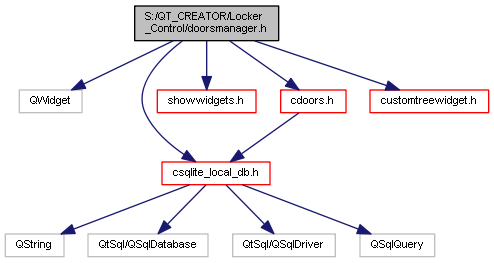 S:/QT_CREATOR/Locker
_Control/doorsmanager.h
QWidget
showwidgets.h
cdoors.h
customtreewidget.h
csqlite_local_db.h
QString
QtSql/QSqlDatabase
QtSql/QSqlDriver
QSqlQuery